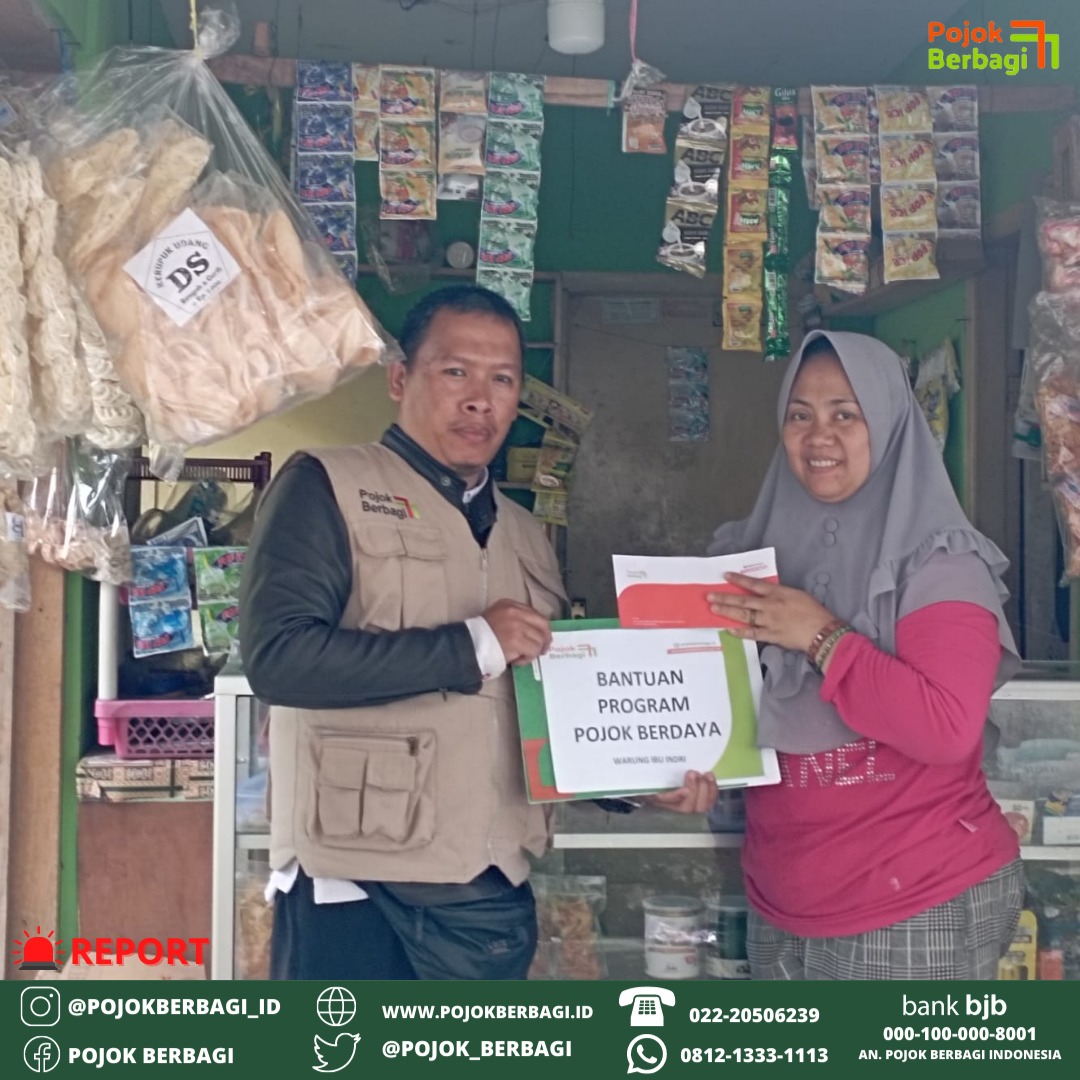 Pojok
Berbagi
KERUPUK UDANG
DS
ABC
ABC
Pojok
Berbagi
Pojok
Berbagi
BANTUAN
PROGRAM
POJOK BERDAYA
WARUNG IBU INDRI
ANEL
REPORT
@POJOKBERBAGI_ID
POJOK BERBAGI
WWW.POJOKBERBAGI.ID
@POJOK_BERBAGI
022-20506239
0812-1333-1113
bank bjb
000-100-000-8001
AN. POJOK BERBAGI INDONESIA